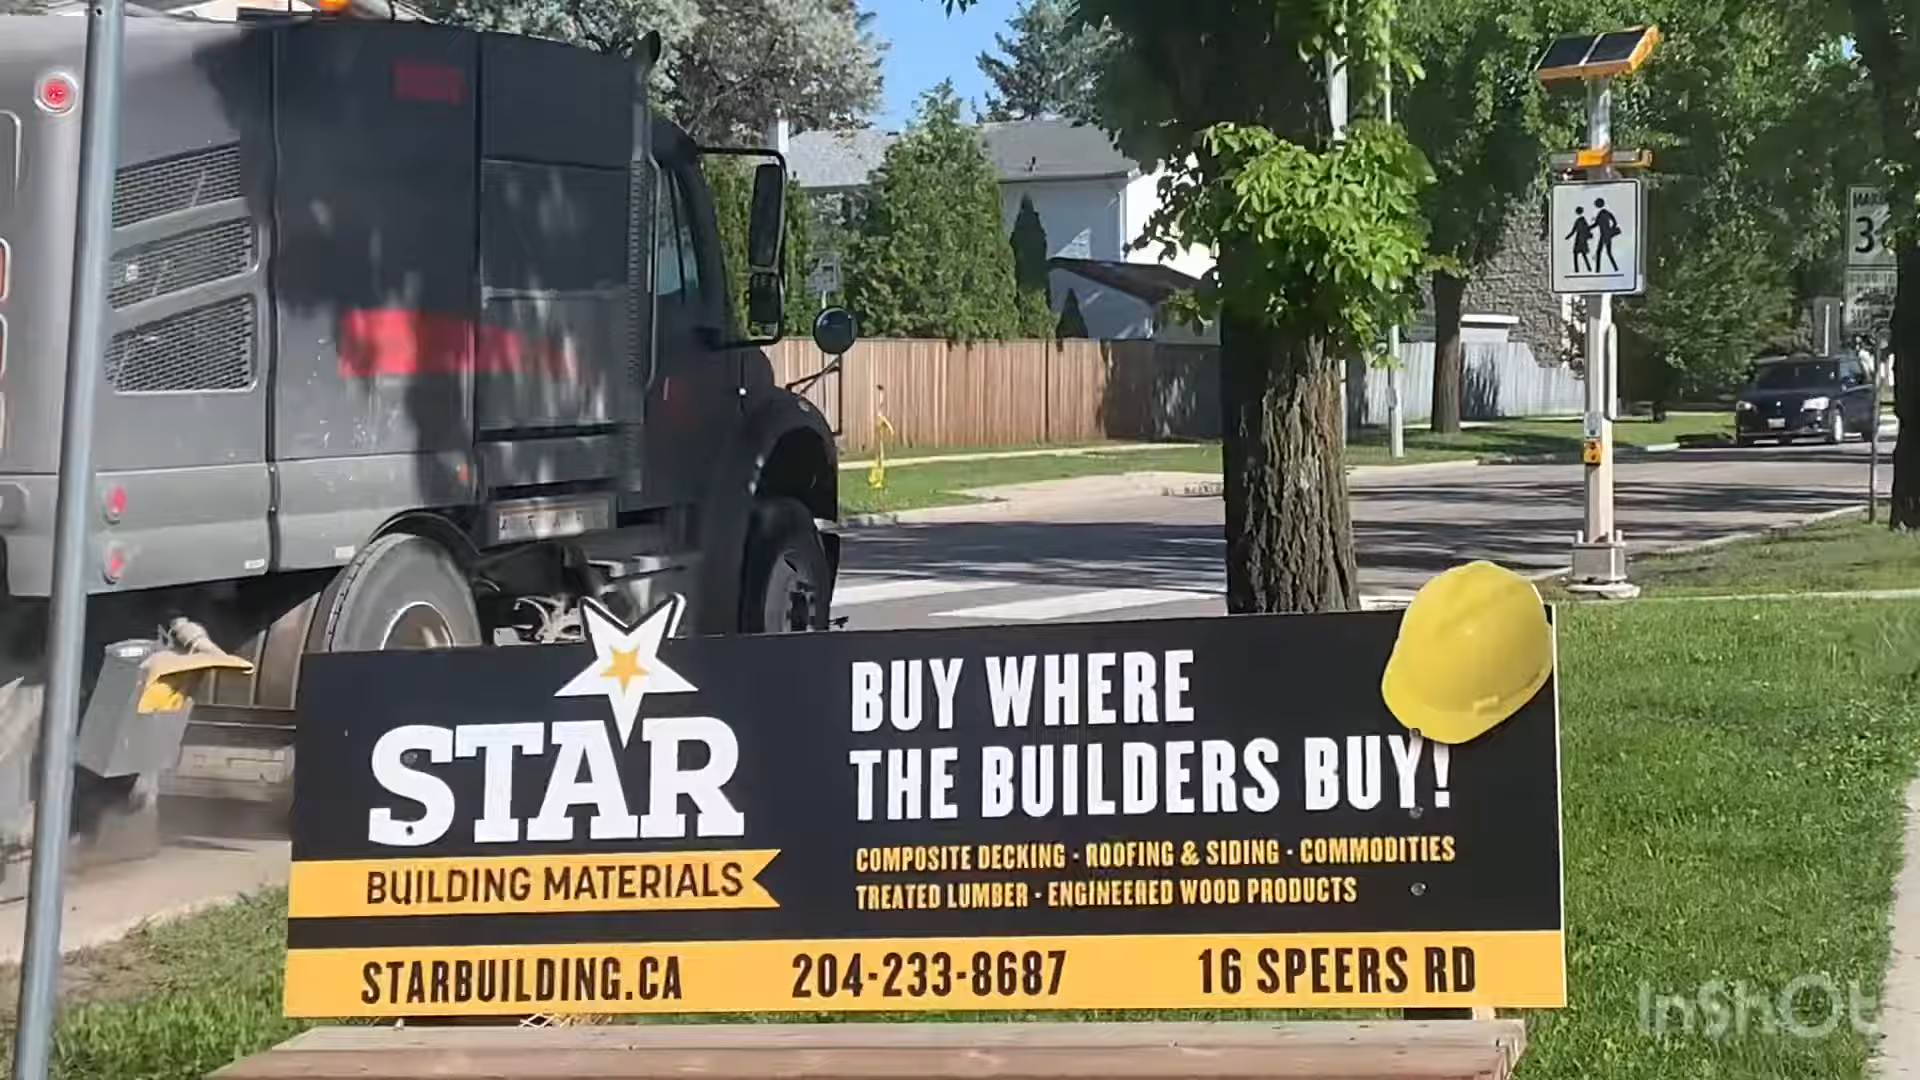 STAR
BUILDING MATERIALS
BUY WHERE
THE BUILDERS BUY!
COMPOSITE DECKING · ROOFING & SIDING · COMMODITIES
TREATED LUMBER · ENGINEERED WOOD PRODUCTS
STARBUILDING.CA 204-233-8687 16 SPEERS RD
InShOt